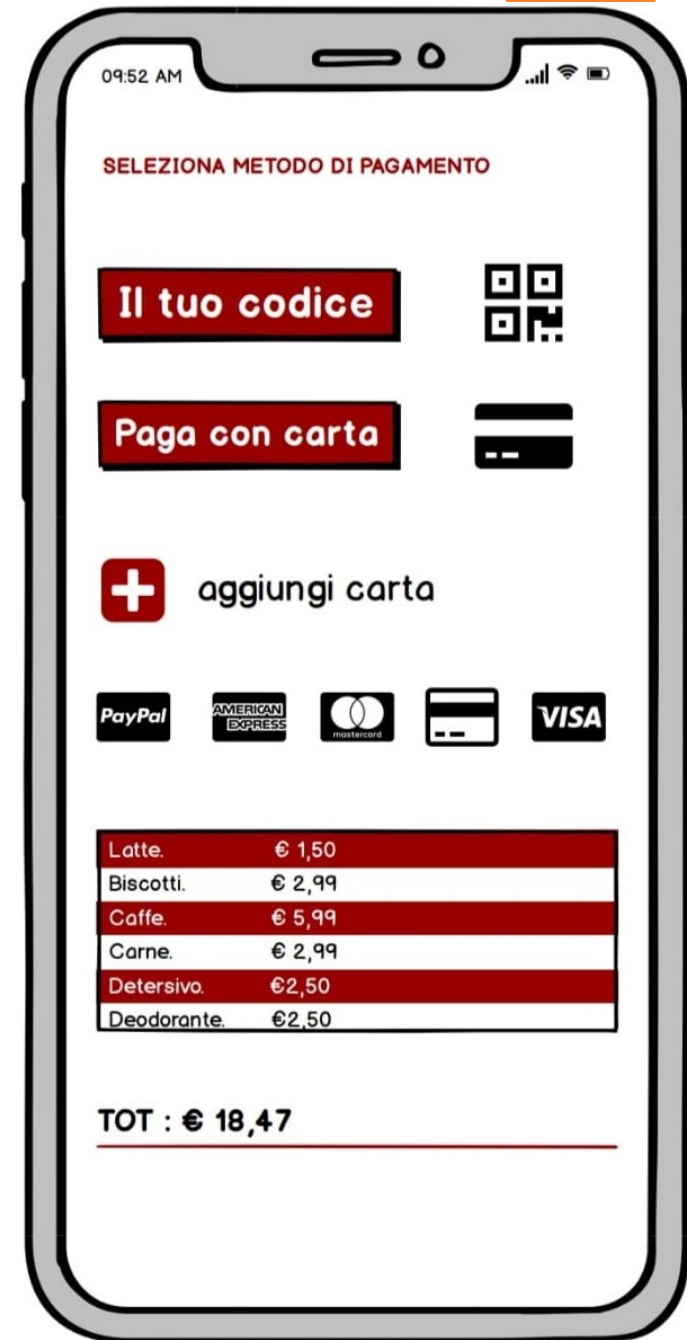 09:52 AM
SELEZIONA METODO DI PAGAMENTO
Il tuo codice
Paga con carta
aggiungi carta
PayPal
AMERICAN EXPRESS
mastercard
VISA
Latte. € 1,50
Biscotti. € 2,99
Caffe. € 5,99
Carne. € 2,99
Detersivo. €2,50
Deodorante. €2,50
TOT : € 18,47